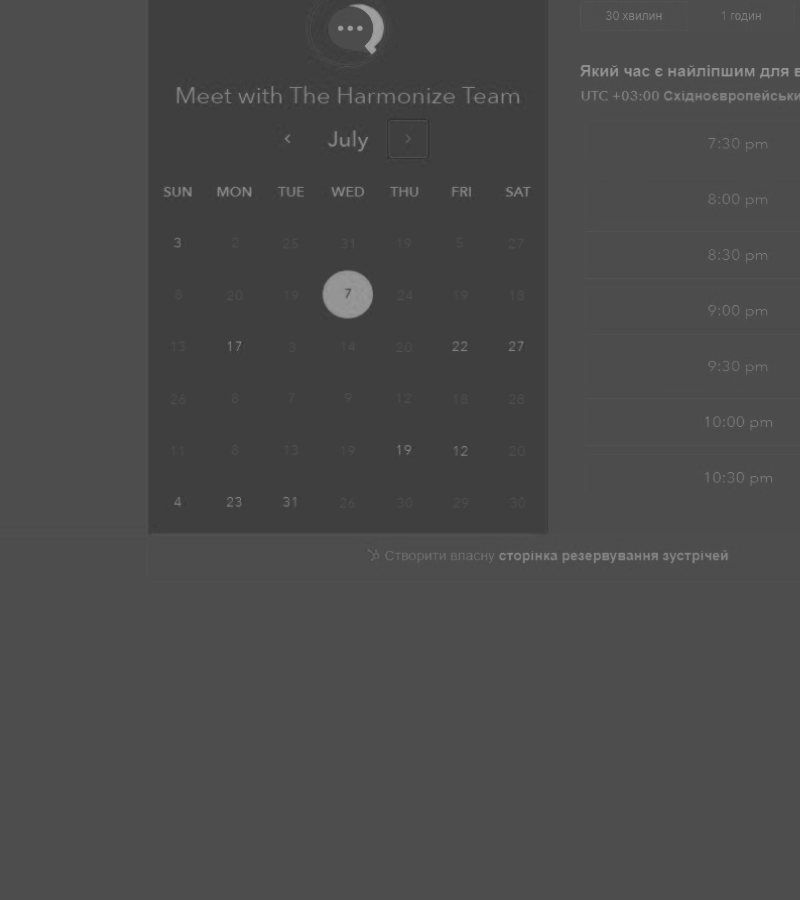 30 хвилин 1 годин
Який час є найліпшим для в
UTC +03:00 Східноєвропейськи
Meet with The Harmonize Team
July
SUN MON TUE WED THU FRI SAT
3 2 25 31 19 5 27
8 20 19 7 24 19 18
13 17 3 14 20 22 27
26 8 7 9 12 18 28
11 8 13 19 19 12 20
4 23 31 26 30 29 30
7:30 pm
8:00 pm
8:30 pm
9:00 pm
9:30 pm
10:00 pm
10:30 pm
Створити власну сторінка резервування зустрічей